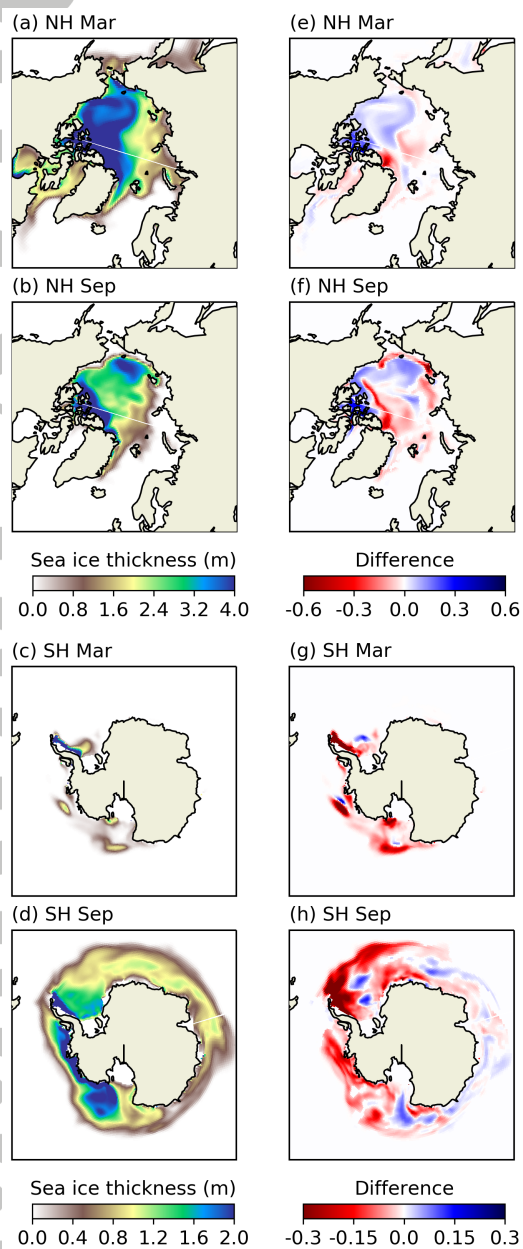 (a) NH Mar
(e) NH Mar
(b) NH Sep
(f) NH Sep
Sea ice thickness (m)
Difference
0.0 0.8 1.6 2.4 3.2 4.0
-0.6 -0.3 0.0 0.3 0.6
(c) SH Mar
(g) SH Mar
(d) SH Sep
(h) SH Sep
Sea ice thickness (m)
Difference
0.0 0.4 0.8 1.2 1.6 2.0
-0.3 -0.15 0.0 0.15 0.3